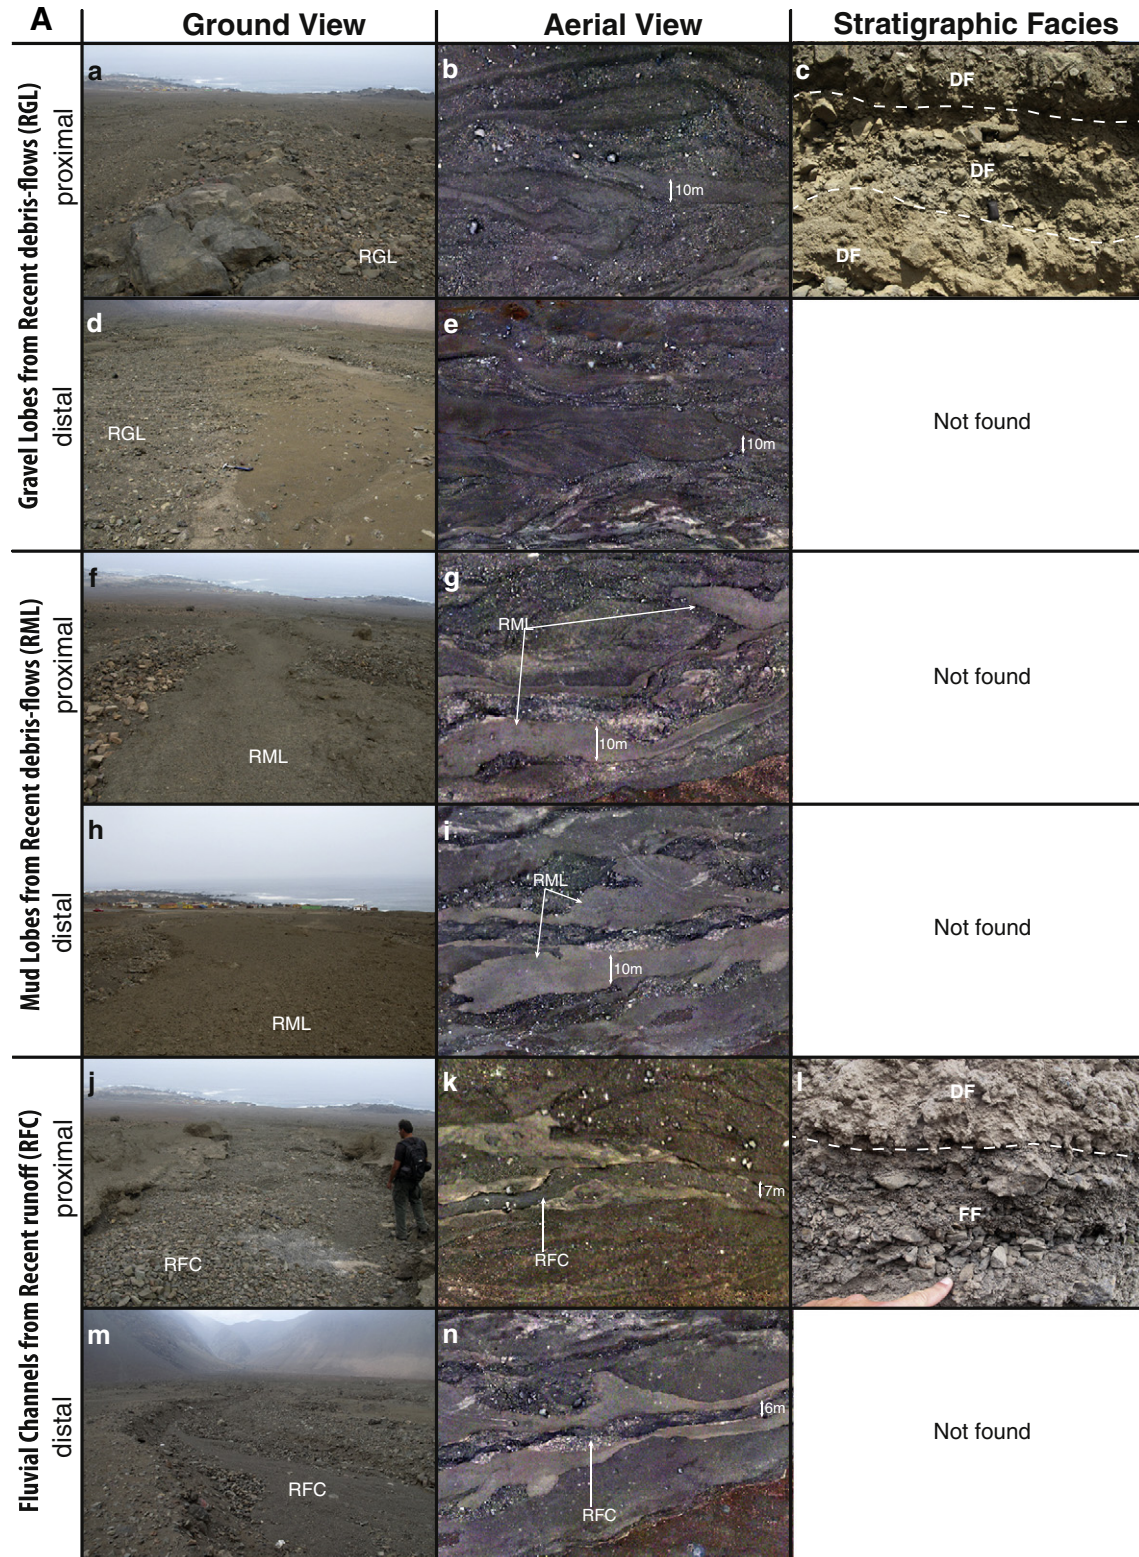 A
Ground View
Aerial View
Stratigraphic Facies
Gravel Lobes from Recent debris-flows (RGL)
proximal
a
RGL
b
10m
c
DF
DF
DF
distal
d
RGL
e
10m
Not found
Mud Lobes from Recent debris-flows (RML)
proximal
f
RML
g
RML
10m
Not found
distal
h
RML
i
RML
10m
Not found
Fluvial Channels from Recent runoff (RFC)
proximal
j
RFC
k
7m
RFC
l
DF
FF
distal
m
RFC
n
6m
RFC
Not found